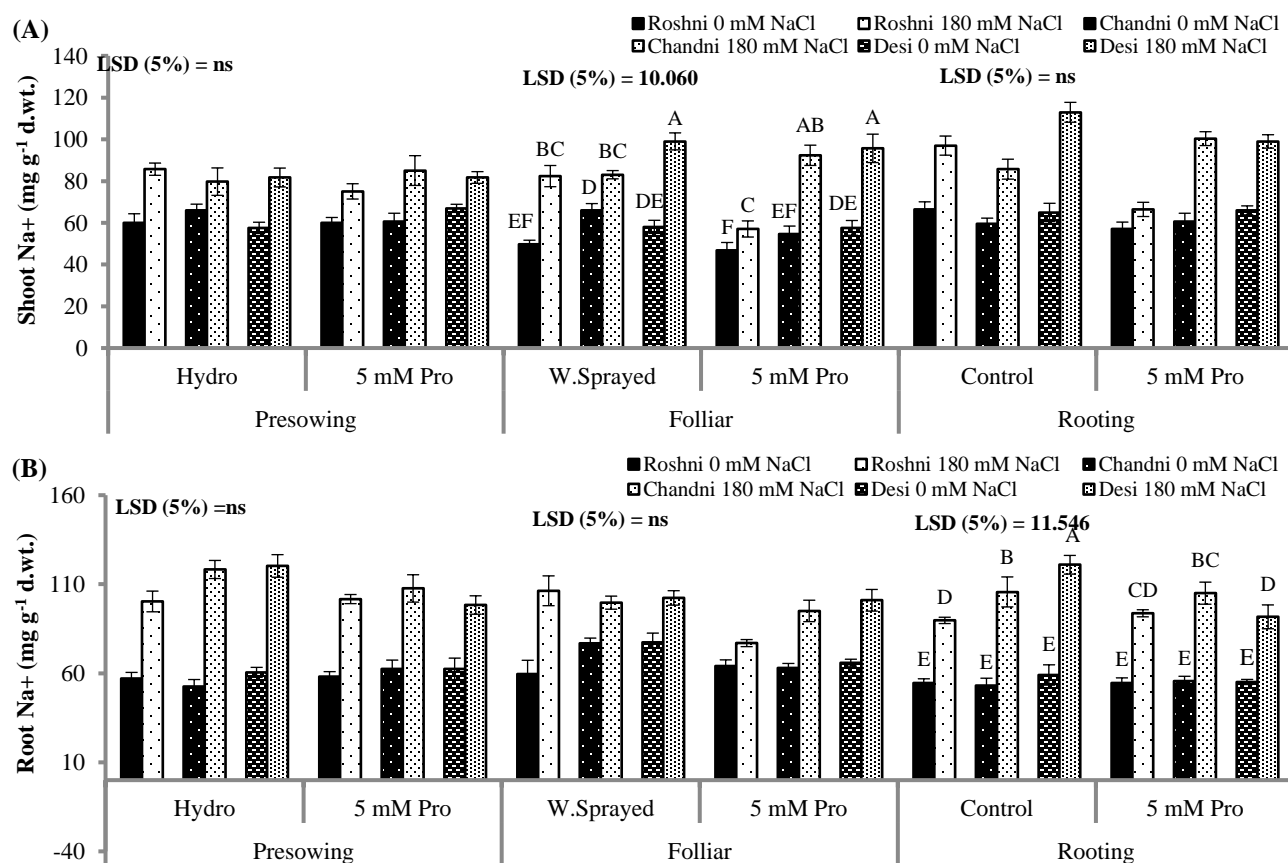 (A)
■Roshni 0 mM NaCl □Roshni 180 mM NaCl ■Chandni 0 mM NaCl
□Chandni 180 mM NaCl ■Desi 0 mM NaCl □Desi 180 mM NaCl
LSD (5%) = ns
LSD (5%) = 10.060
LSD (5%) = ns
Shoot Na+ (mg g-1 d.wt.)
140
120
100
80
60
40
20
0
EF BC D BC DE A F C EF AB DE A
Hydro 5 mM Pro W.Sprayed 5 mM Pro Control 5 mM Pro
Presowing Folliar Rooting
(B)
■Roshni 0 mM NaCl □Roshni 180 mM NaCl ■Chandni 0 mM NaCl
□Chandni 180 mM NaCl ■Desi 0 mM NaCl □Desi 180 mM NaCl
LSD (5%) =ns
LSD (5%) = ns
LSD (5%) = 11.546
Root Na+ (mg g-1 d.wt.)
160
110
60
10
-40
E D E B E A E CD E BC E D
Hydro 5 mM Pro W.Sprayed 5 mM Pro Control 5 mM Pro
Presowing Folliar Rooting